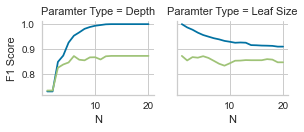 Paramter Type = Depth
Paramter Type = Leaf Size
1.0
0.9
0.8
F1 Score
10
20
10
20
N
N